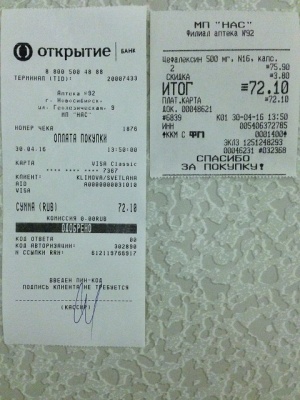 ОТКРЫТИЕ БАНК
8 800 500 40 88
ТЕРМИНАЛ (TID): 20007433
Аптека №92
г. Новосибирск
МП "НАС"
НОМЕР ЧЕКА 1876
ОПЛАТА ПОКУПКИ
30.04.16 13:50:00
КАРТА VISA Classic
**** **** **** 7367
КЛИЕНТ: KLIMOVA/SVETLANA
AID A0000000031010
VISA
СУММА (RUB) 72.10
КОМИССИЯ 0-00RUB
ОДОБРЕНО
КОД ОТВЕТА 00
КОД АВТОРИЗАЦИИ: 302890
ВВЕДЕН ПИН-КОД
ПОДПИСЬ КЛИЕНТА НЕ ТРЕБУЕТСЯ
(КАССИР)
МП "НАС"
Филиал аптека №92
Цефалексин 500 мг, N16, капс.
2 =75.90
СКИДКА =3.80
ИТОГ =72.10
ПЛАТ.КАРТА =72.10
ДОК. 00048621
#6839 К01 30-04-16 13:50
ИНН 005406372785
#ККМ С ФП
ЭКЛЗ 1251248293
00046231 #032368
СПАСИБО
ЗА ПОКУПКУ!